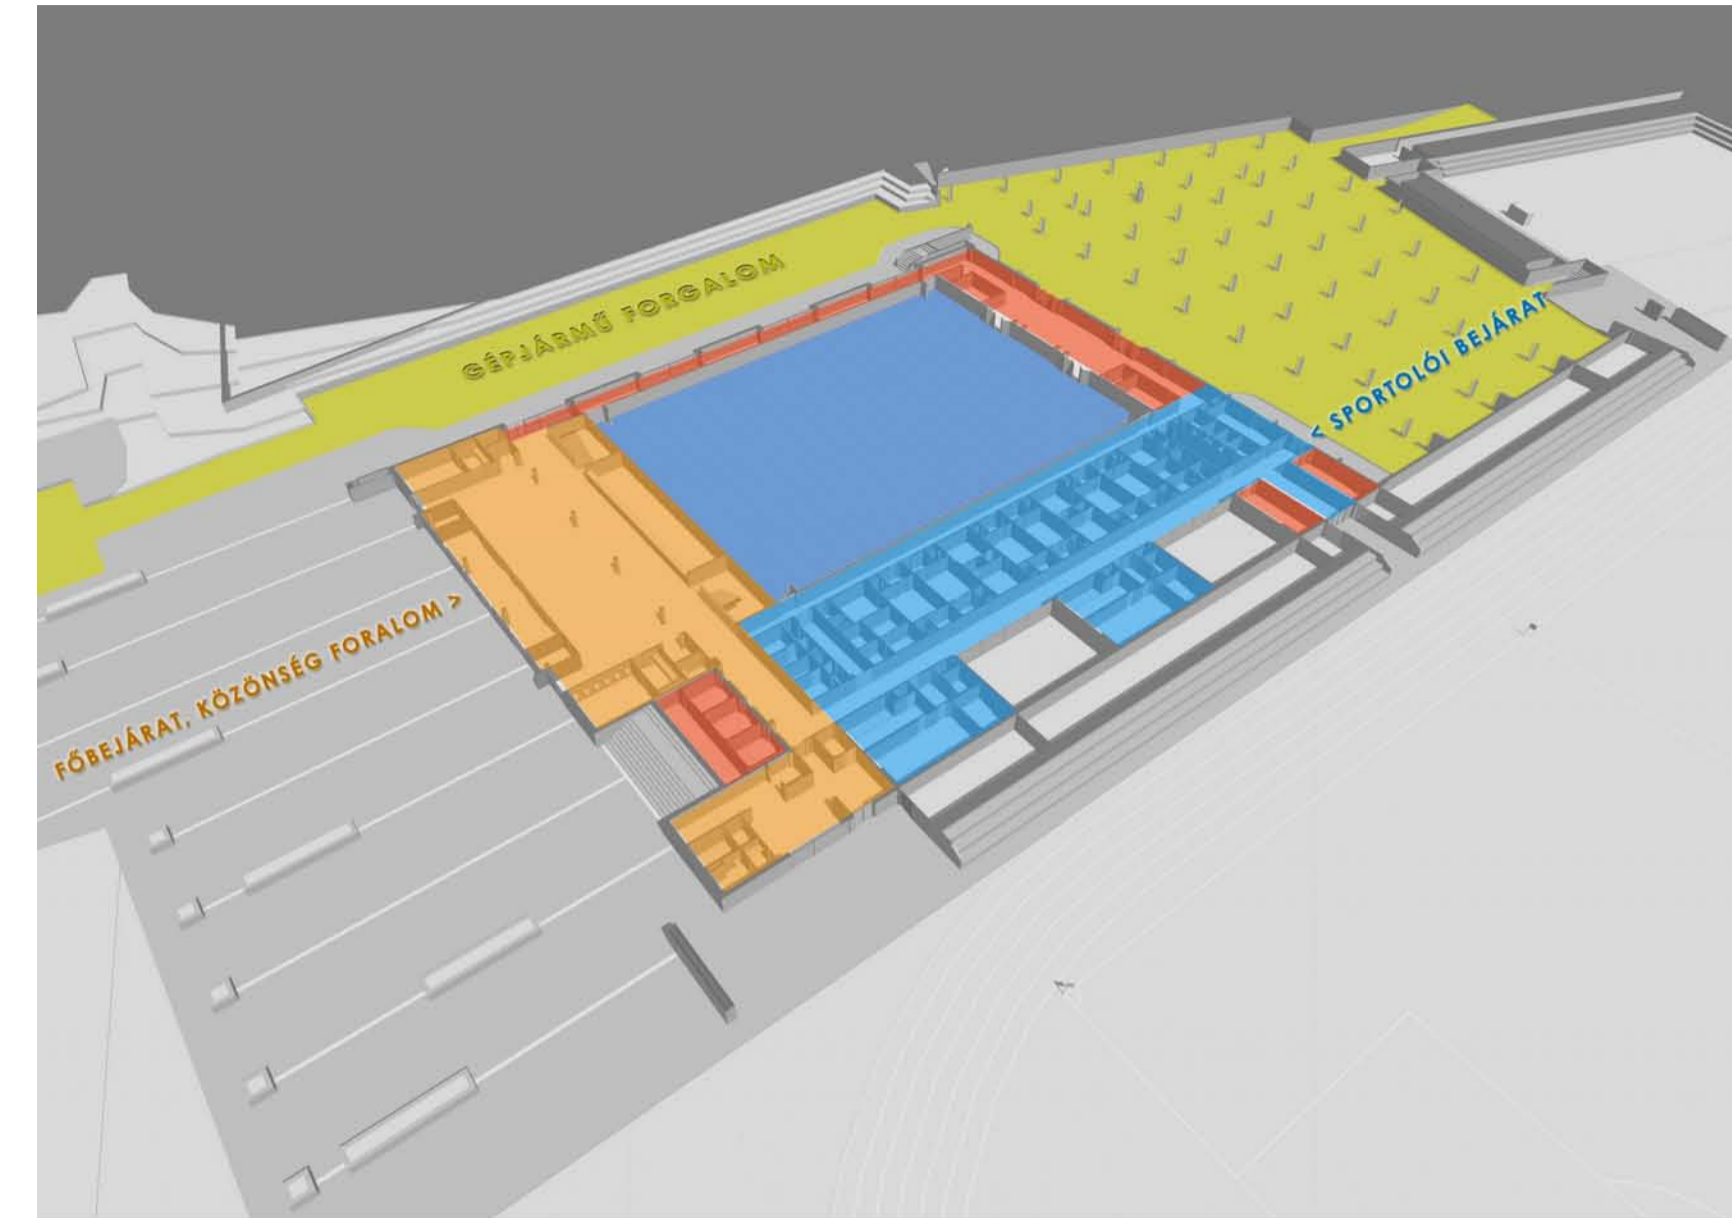 GÉPJÁRMŰ FORGALOM
< SPORTOLÓI BEJÁRAT
FŐBEJÁRAT, KÖZÖNSÉG FORALOM >